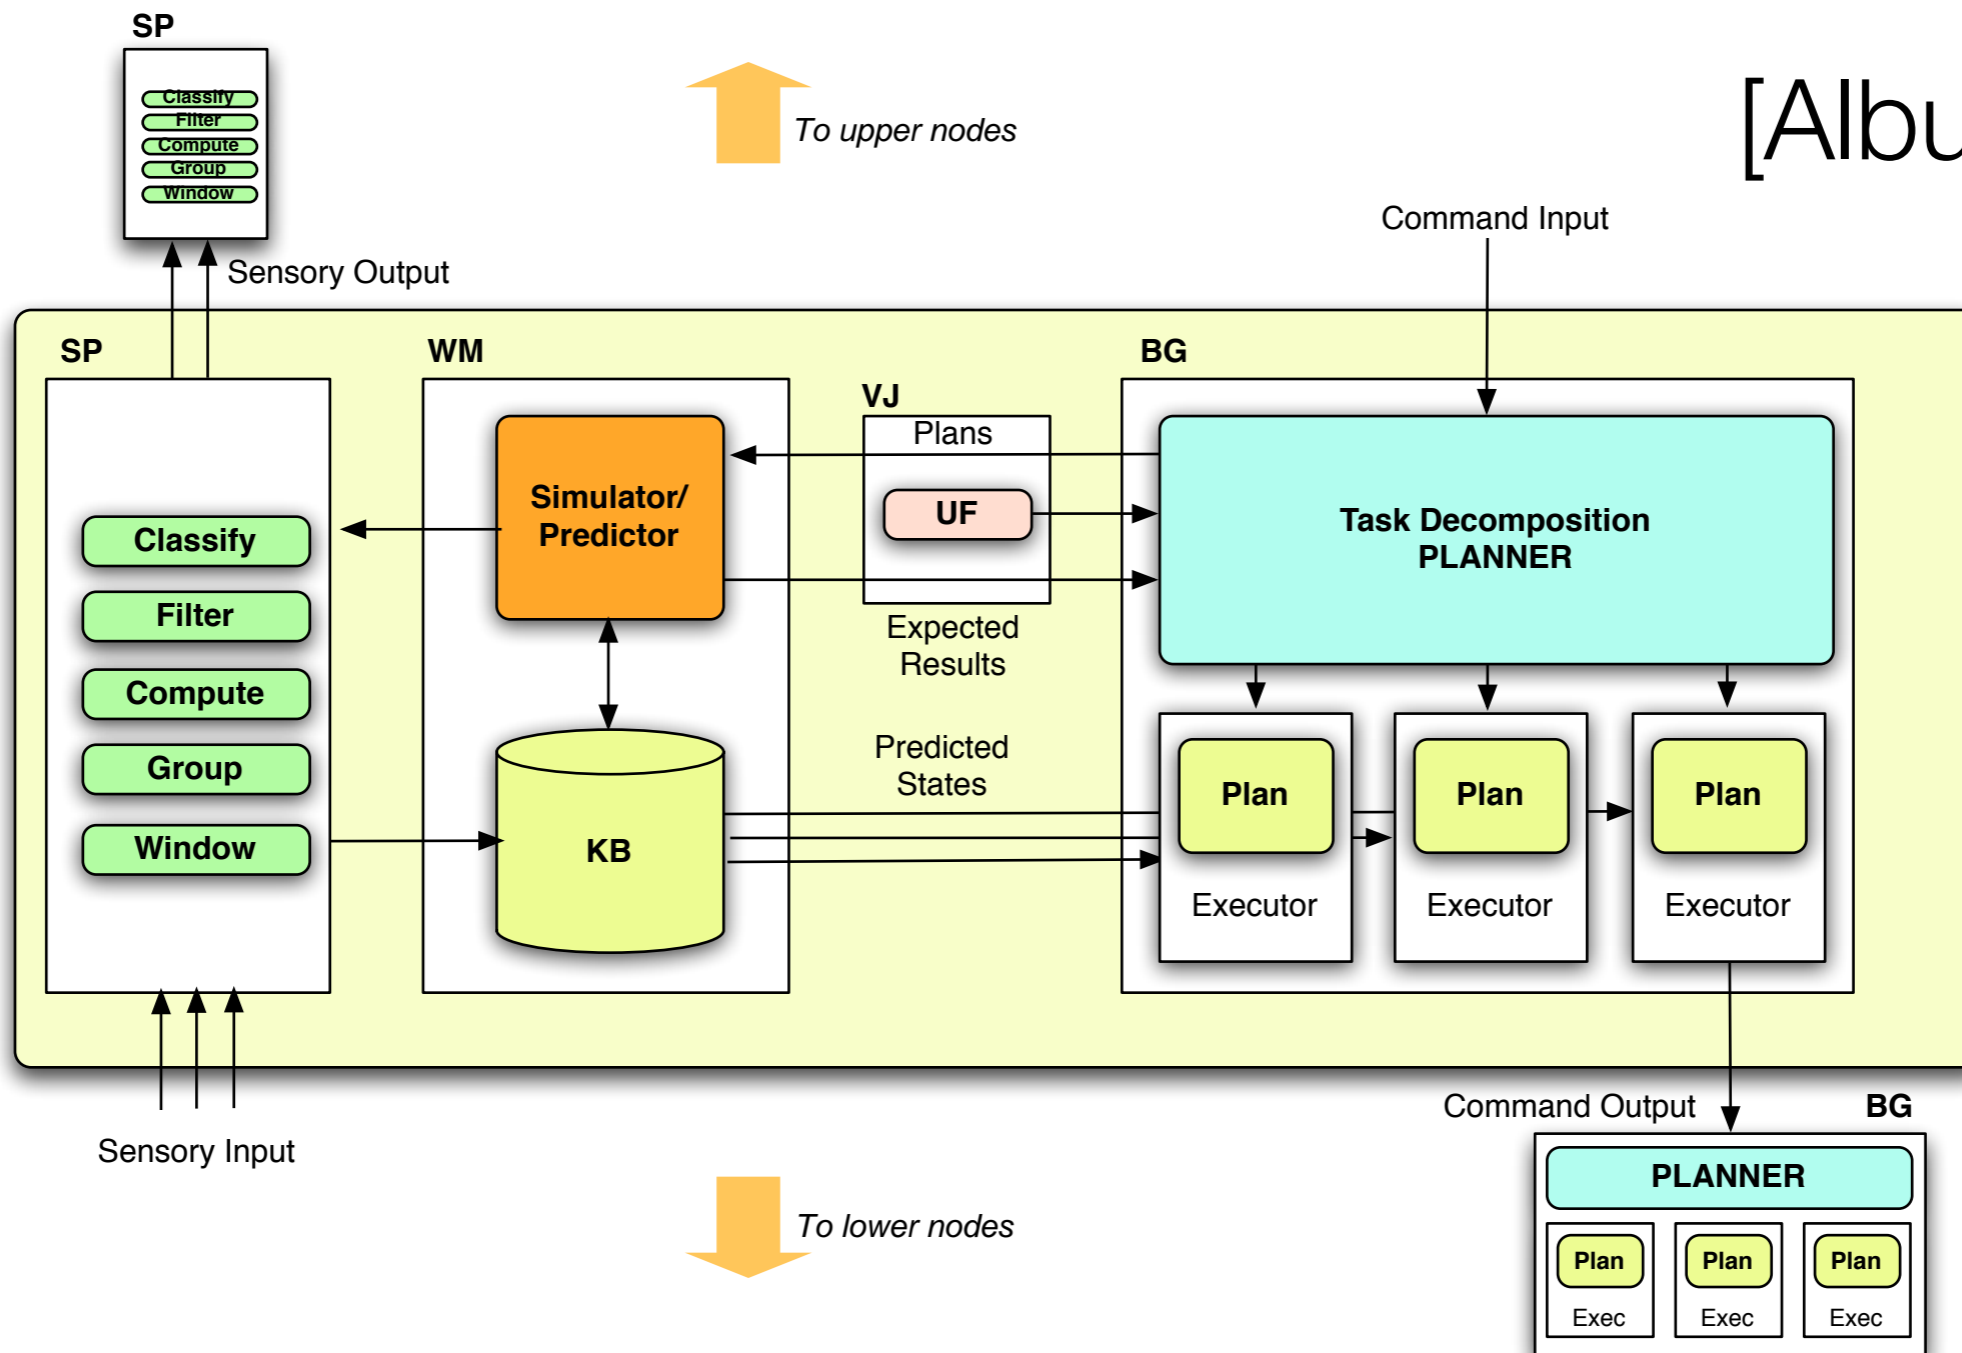 SP
Classify
Filter
Compute
Group
Window
To upper nodes
[Albu
Command Input
Sensory Output
SP
WM
BG
VJ
Plans
Simulator/
Predictor
UF
Task Decomposition
PLANNER
Classify
Filter
Compute
Group
Window
Expected
Results
Predicted
States
KB
Plan
Plan
Plan
Executor
Executor
Executor
Sensory Input
Command Output
BG
To lower nodes
PLANNER
Plan
Plan
Plan
Exec
Exec
Exec